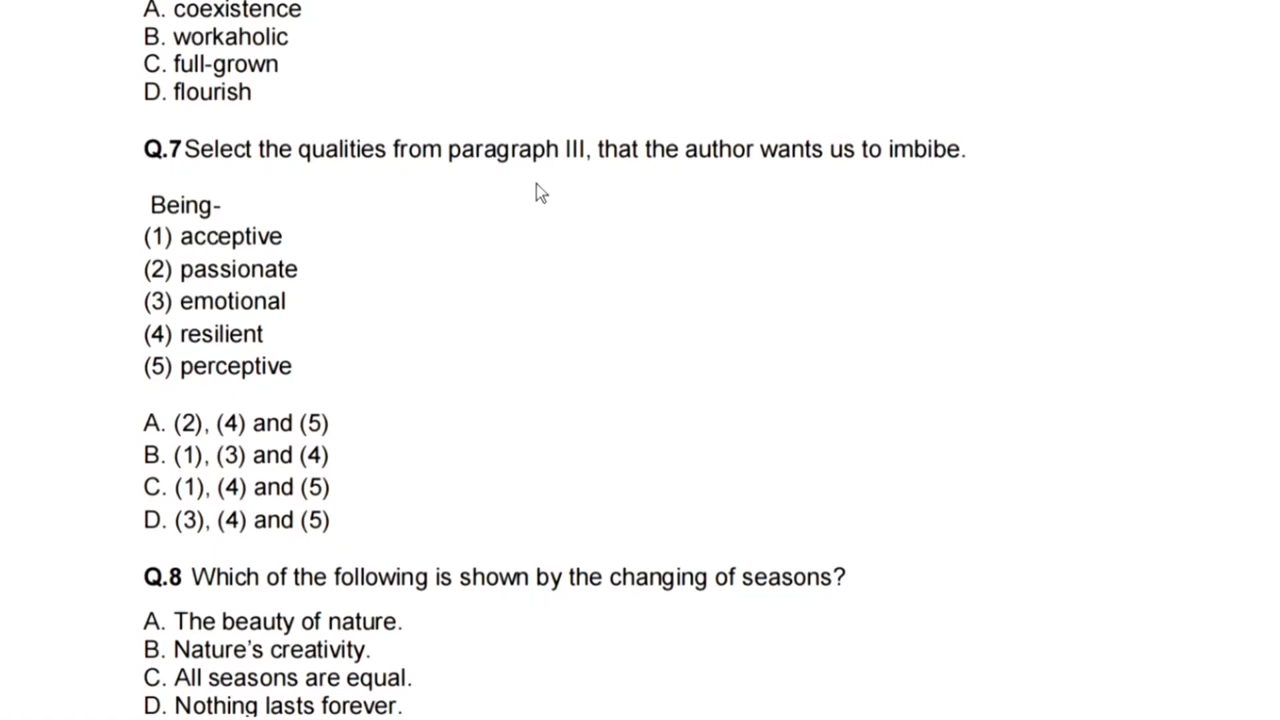 A. coexistence
B. workaholic
C. full-grown
D. flourish
Q.7 Select the qualities from paragraph III, that the author wants us to imbibe.
Being-
(1) acceptive
(2) passionate
(3) emotional
(4) resilient
(5) perceptive
A. (2), (4) and (5)
B. (1), (3) and (4)
C. (1), (4) and (5)
D. (3), (4) and (5)
Q.8 Which of the following is shown by the changing of seasons?
A. The beauty of nature.
B. Nature's creativity.
C. All seasons are equal.
D. Nothing lasts forever.